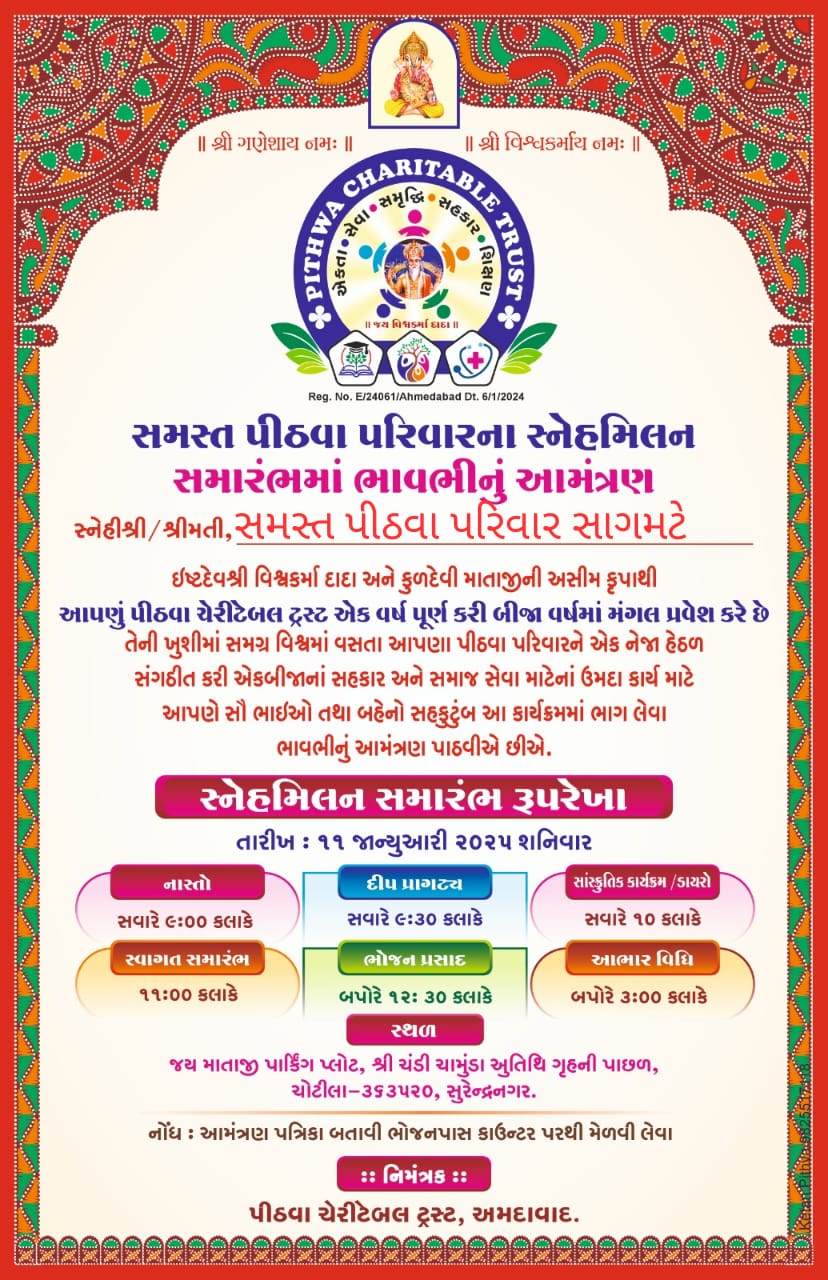 ॥ શ્રી ગણેશાય નમઃ ॥
॥ શ્રી વિશ્વકર્માય નમઃ ॥
PITHWA CHARITABLE TRUST
એકતા • સેવા • સમૃદ્ધિ • સહકાર • શિક્ષણ
॥ જય વિશ્વકર્મા દાદા ॥
Reg. No. E/24061/Ahmedabad Dt. 6/1/2024
સમસ્ત પીઠવા પરિવારના સ્નેહમિલન
સમારંભમાં ભાવભીનું આમંત્રણ
સ્નેહીશ્રી/શ્રીમતી, સમસ્ત પીઠવા પરિવાર સાગમટે
ઇષ્ટદેવશ્રી વિશ્વકર્મા દાદા અને કુળદેવી માતાજીની અસીમ કૃપાથી
આપણું પીઠવા ચેરીટેબલ ટ્રસ્ટ એક વર્ષ પૂર્ણ કરી બીજા વર્ષમાં મંગલ પ્રવેશ કરે છે
તેની ખુશીમાં સમગ્ર વિશ્વમાં વસતા આપણા પીઠવા પરિવારને એક નેજા હેઠળ
સંગઠીત કરી એકબીજાનાં સહકાર અને સમાજ સેવા માટેનાં ઉમદા કાર્ય માટે
આપણે સૌ ભાઇઓ તથા બહેનો સહકુટુંબ આ કાર્યક્રમમાં ભાગ લેવા
ભાવભીનું આમંત્રણ પાઠવીએ છીએ.
સ્નેહમિલન સમારંભ રૂપરેખા
તારીખ : ૧૧ જાન્યુઆરી ૨૦૨૫ શનિવાર
નાસ્તો
સવારે ૯:૦૦ કલાકે
દીપ પ્રાગટ્ય
સવારે ૯:૩૦ કલાકે
સાંસ્કૃતિક કાર્યક્રમ /ડાયરો
સવારે ૧૦ કલાકે
સ્વાગત સમારંભ
૧૧:૦૦ કલાકે
ભોજન પ્રસાદ
બપોરે ૧૨: ૩૦ કલાકે
આભાર વિધિ
બપોરે ૩:૦૦ કલાકે
સ્થળ
જય માતાજી પાર્કિંગ પ્લોટ, શ્રી ચંડી ચામુંડા અતિથિ ગૃહની પાછળ,
ચોટીલા-૩૬૩૫૨૦, સુરેન્દ્રનગર.
નોંધ : આમંત્રણ પત્રિકા બતાવી ભોજનપાસ કાઉન્ટર પરથી મેળવી લેવા
:: નિમંત્રક ::
પીઠવા ચેરીટેબલ ટ્રસ્ટ, અમદાવાદ.